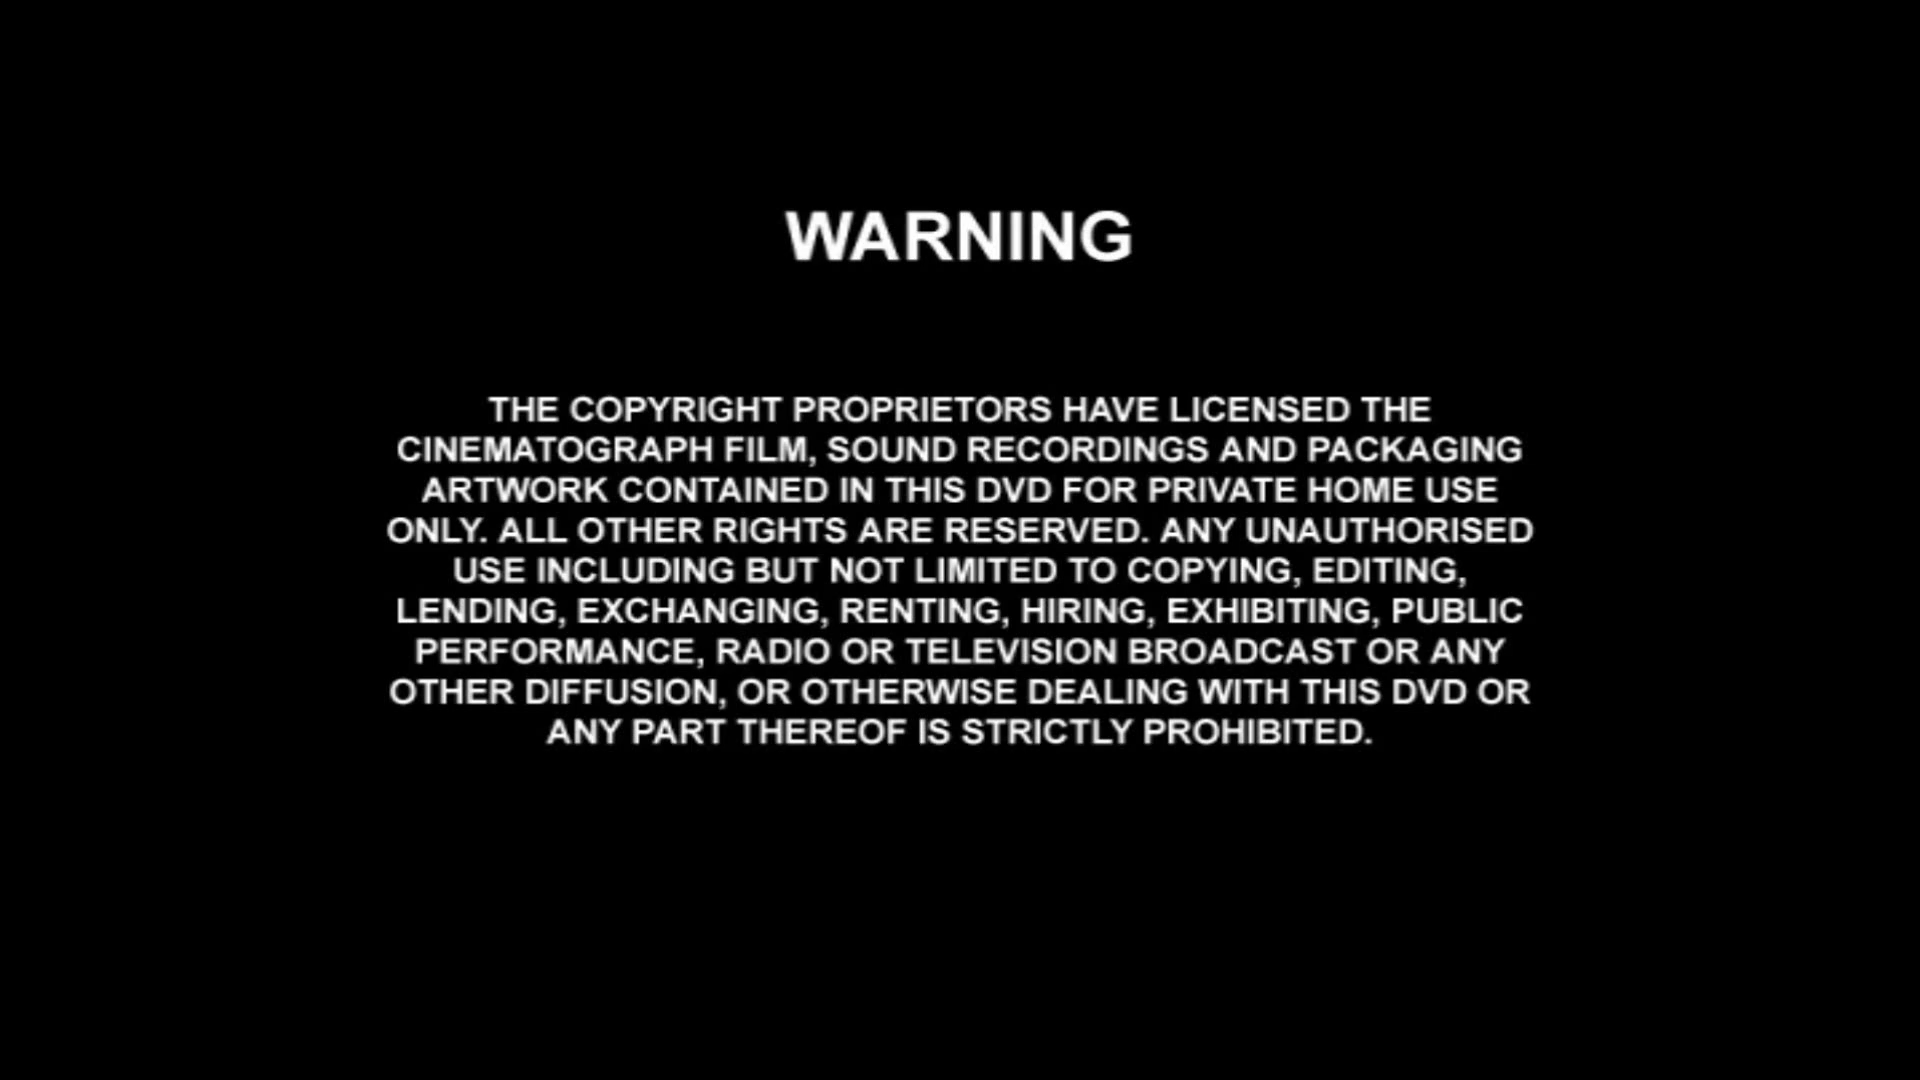 WARNING
THE COPYRIGHT PROPRIETORS HAVE LICENSED THE
CINEMATOGRAPH FILM, SOUND RECORDINGS AND PACKAGING
ARTWORK CONTAINED IN THIS DVD FOR PRIVATE HOME USE
ONLY. ALL OTHER RIGHTS ARE RESERVED. ANY UNAUTHORISED
USE INCLUDING BUT NOT LIMITED TO COPYING, EDITING,
LENDING, EXCHANGING, RENTING, HIRING, EXHIBITING, PUBLIC
PERFORMANCE, RADIO OR TELEVISION BROADCAST OR ANY
OTHER DIFFUSION, OR OTHERWISE DEALING WITH THIS DVD OR
ANY PART THEREOF IS STRICTLY PROHIBITED.